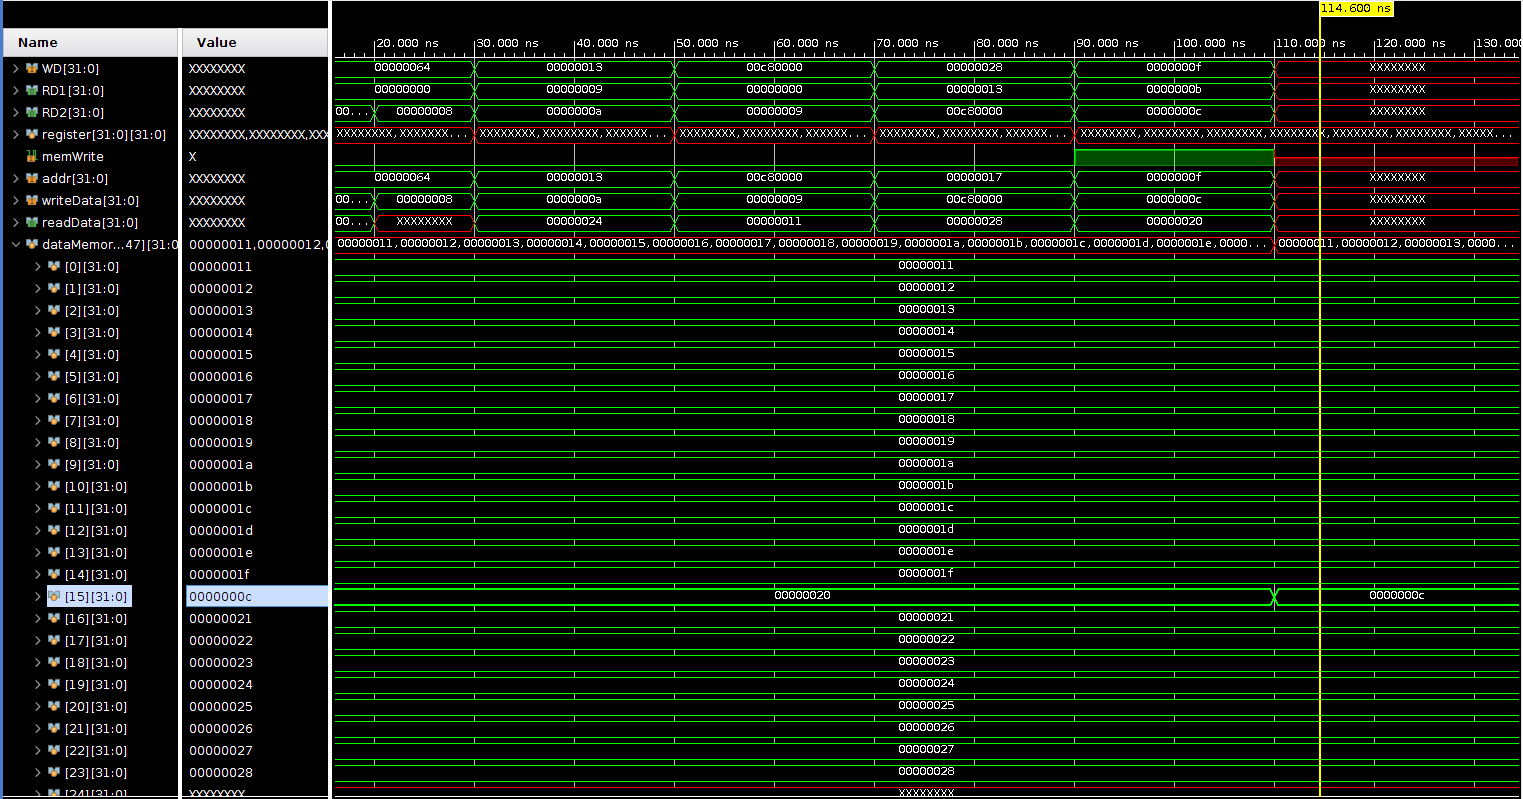 114.600 ns
Name Value 20.000 ns 30.000 ns 40.000 ns 50.000 ns 60.000 ns 70.000 ns 80.000 ns 90.000 ns 100.000 ns 110.000 ns 120.000 ns 130.00
WD[31:0] XXXXXXXX 00000064 00000013 00c80000 00000028 0000000f XXXXXXXX
RD1[31:0] XXXXXXXX 00000000 00000009 00000000 00000013 0000000b XXXXXXXX
RD2[31:0] XXXXXXXX 00... 00000008 0000000a 00000009 00c80000 0000000c XXXXXXXX
register[31:0][31:0] XXXXXXXX,XXXXXXXX,XXX XXXXXXXX,XXXXXXX... XXXXXXXX,XXXXXXXX,XXXXXX... XXXXXXXX,XXXXXXXX,XXXXXX... XXXXXXXX,XXXXXXXX,XXXXXX... XXXXXXXX,XXXXXXXX,XXXXXXXX,XXXXXXXX,XXXXXXXX,XXXXXXXX,XXXX...
memWrite X
addr[31:0] XXXXXXXX 00000064 00000013 00c80000 00000017 0000000f XXXXXXXX
writeData[31:0] XXXXXXXX 00... 00000008 0000000a 00000009 00c80000 0000000c XXXXXXXX
readData[31:0] XXXXXXXX 00... XXXXXXXX 00000024 00000011 00000028 00000020 XXXXXXXX
dataMemor...47][31:0 00000011,00000012,0 00000011,00000012,00000013,00000014,00000015,00000016,00000017,00000018,00000019,0000001a,0000001b,0000001c,0000001d,0000001e,0000... 00000011,00000012,00000013,0000...
[0][31:0] 00000011 00000011
[1][31:0] 00000012 00000012
[2][31:0] 00000013 00000013
[3][31:0] 00000014 00000014
[4][31:0] 00000015 00000015
[5][31:0] 00000016 00000016
[6][31:0] 00000017 00000017
[7][31:0] 00000018 00000018
[8][31:0] 00000019 00000019
[9][31:0] 0000001a 0000001a
[10][31:0] 0000001b 0000001b
[11][31:0] 0000001c 0000001c
[12][31:0] 0000001d 0000001d
[13][31:0] 0000001e 0000001e
[14][31:0] 0000001f 0000001f
[15][31:0] 0000000c 00000020 0000000c
[16][31:0] 00000021 00000021
[17][31:0] 00000022 00000022
[18][31:0] 00000023 00000023
[19][31:0] 00000024 00000024
[20][31:0] 00000025 00000025
[21][31:0] 00000026 00000026
[22][31:0] 00000027 00000027
[23][31:0] 00000028 00000028
[24][31:0] XXXXXXXX XXXXXXXX